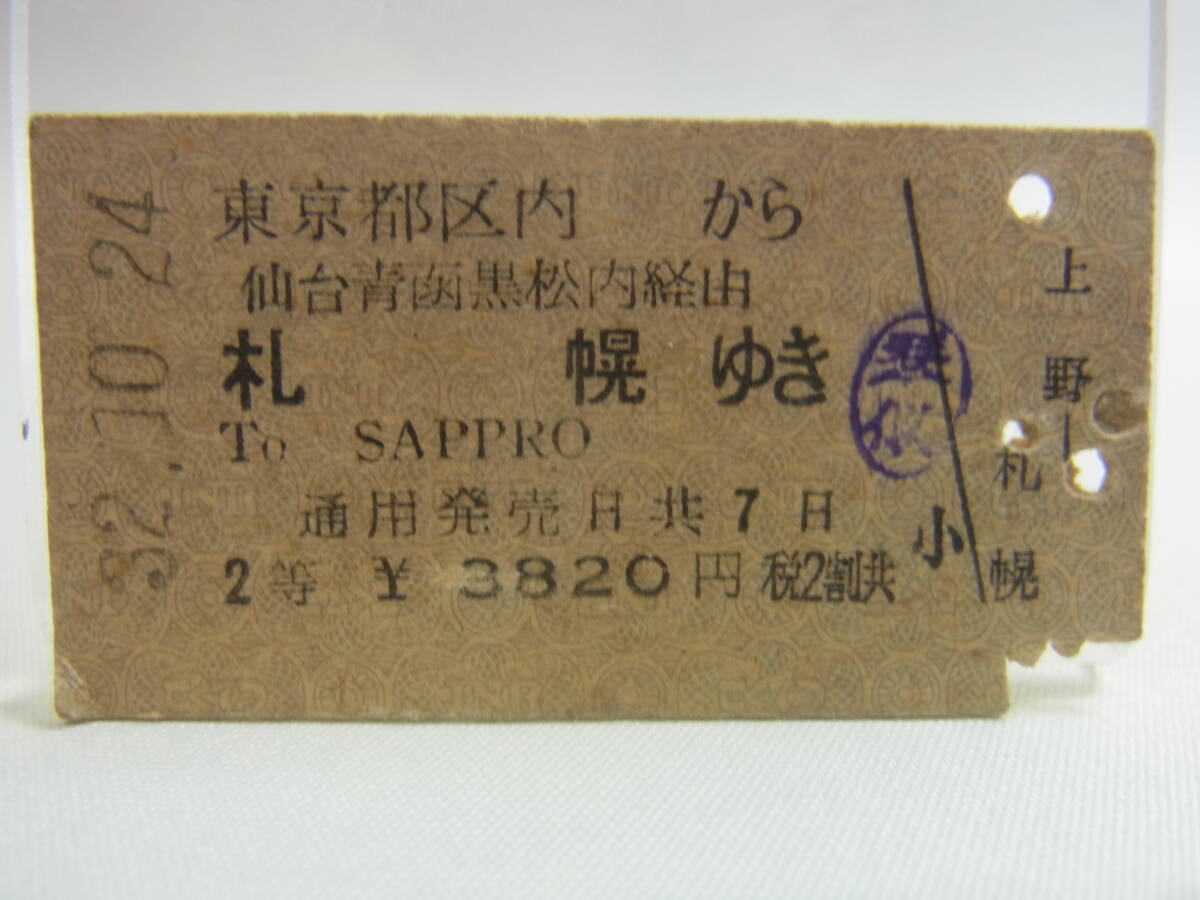 32.10.24
東京都区内 から
仙台青函黒松内経由
札幌 ゆき
To SAPPRO
通用発売日共7日
2等 ¥ 3820円 税2割共
小
上野—
札幌